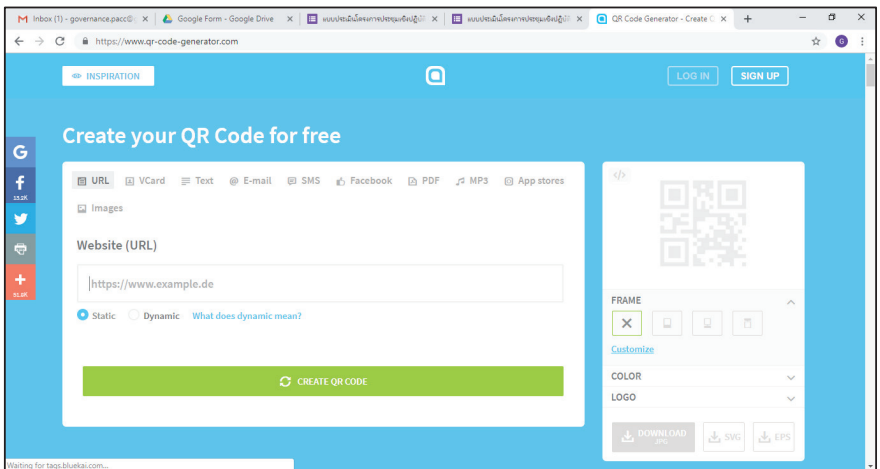 Inbox (1) - governance.pacc@
Google Form - Google Drive
แบบประเมินโครงการประชุมเชิงปฏิบัติ
แบบประเมินโครงการประชุมเชิงปฏิบัติ
QR Code Generator - Create
https://www.qr-code-generator.com
G
INSPIRATION
LOG IN
SIGN UP
Create your QR Code for free
URL
VCard
Text
E-mail
SMS
Facebook
PDF
MP3
App stores
Images
Website (URL)
https://www.example.de
Static
Dynamic
What does dynamic mean?
CREATE QR CODE
FRAME
Customize
COLOR
LOGO
DOWNLOAD
JPG
SVG
EPS
Waiting for tags.bluekai.com...